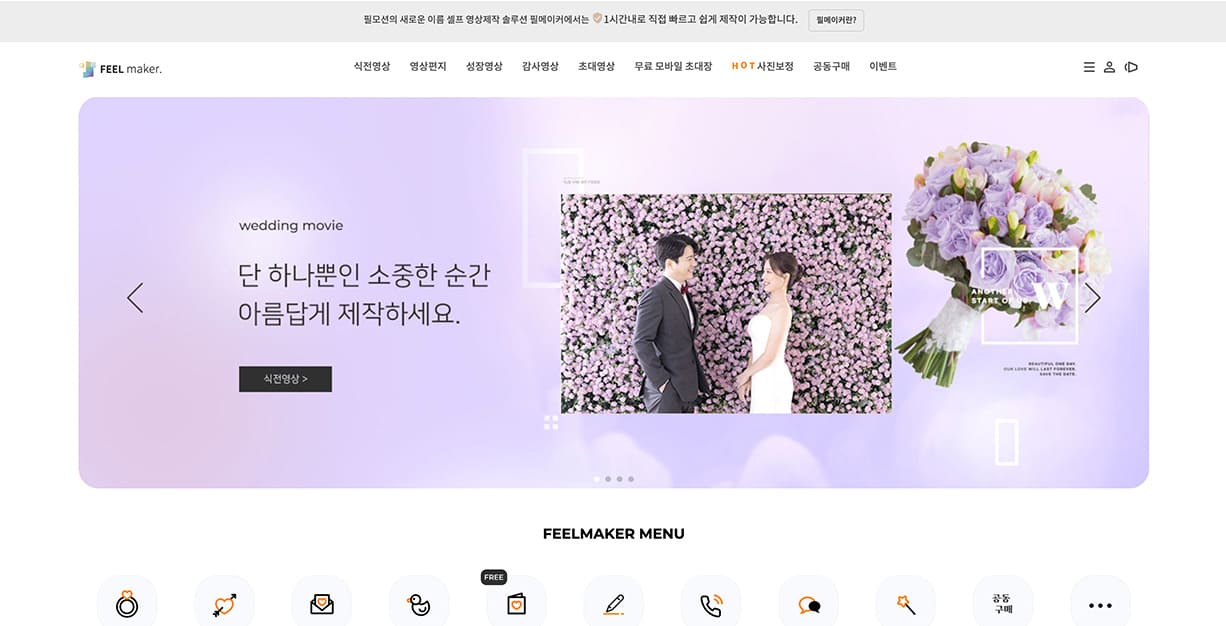 필모션의 새로운 이름 셀프 영상제작 솔루션 필메이커에서는 1시간내로 직접 빠르고 쉽게 제작이 가능합니다. 필메이커란?
FEEL maker.
식전영상 영상편지 성장영상 감사영상 초대영상 무료 모바일 초대장 HOT 사진보정 공동구매 이벤트
wedding movie
단 하나뿐인 소중한 순간
아름답게 제작하세요.
식전영상 >
ANOTHER
START OF
W
BEAUTIFUL ONE DAY.
OUR LOVE WILL LAST FOREVER.
SAVE THE DATE.
FEELMAKER MENU
FREE
공동
구매